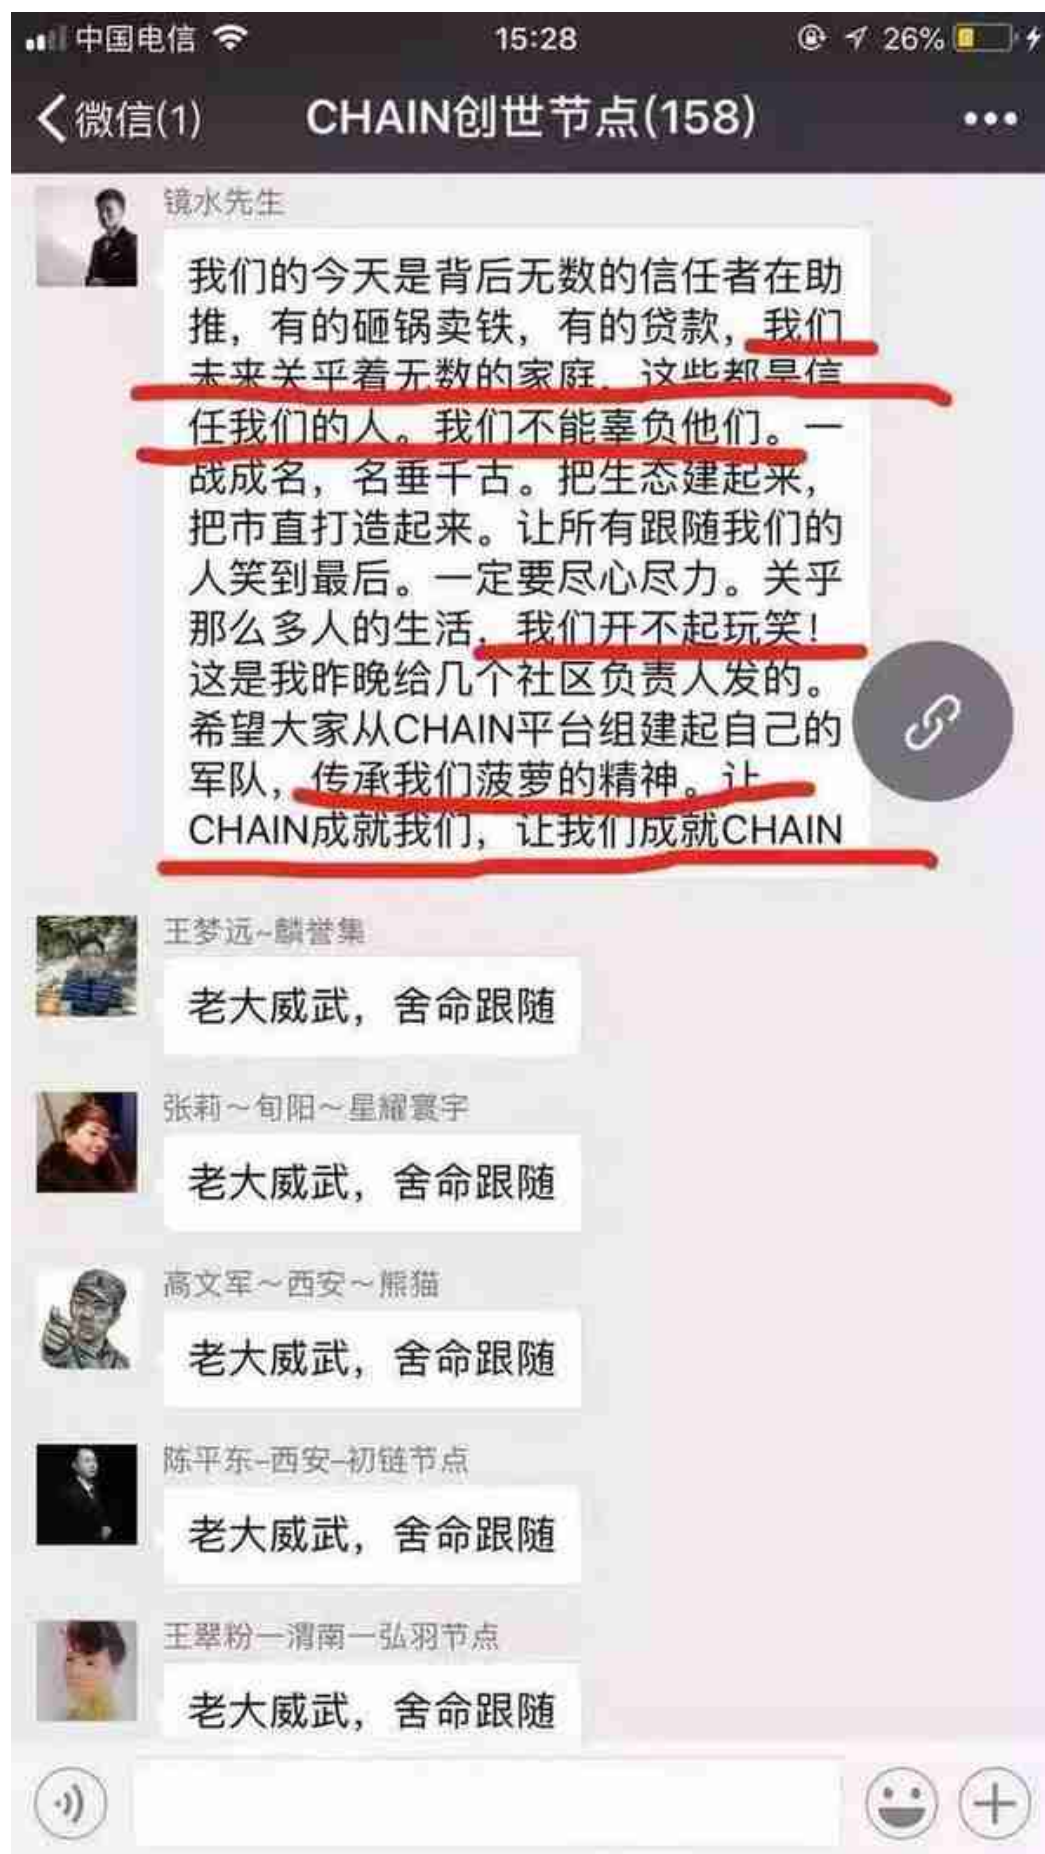 中国电信
15:28
26%
微信(1)
CHAIN创世节点(158)
镜水先生
我们的今天是背后无数的信任者在助
推，有的砸锅卖铁，有的贷款，我们
未来关乎着无数的家庭，这些都是信
任我们的人。我们不能辜负他们。一
战成名，名垂千古。把生态建起来，
把市直打造起来。让所有跟随我们的
人笑到最后。一定要尽心尽力。关乎
那么多人的生活，我们开不起玩笑！
这是我昨晚给几个社区负责人发的。
希望大家从CHAIN平台组建起自己的
军队，传承我们菠萝的精神。让
CHAIN成就我们，让我们成就CHAIN
王梦远~麟誉集
老大威武，舍命跟随
张莉～旬阳～星耀寰宇
老大威武，舍命跟随
高文军～西安～熊猫
老大威武，舍命跟随
陈平东–西安–初链节点
老大威武，舍命跟随
王翠粉一渭南一弘羽节点
老大威武，舍命跟随